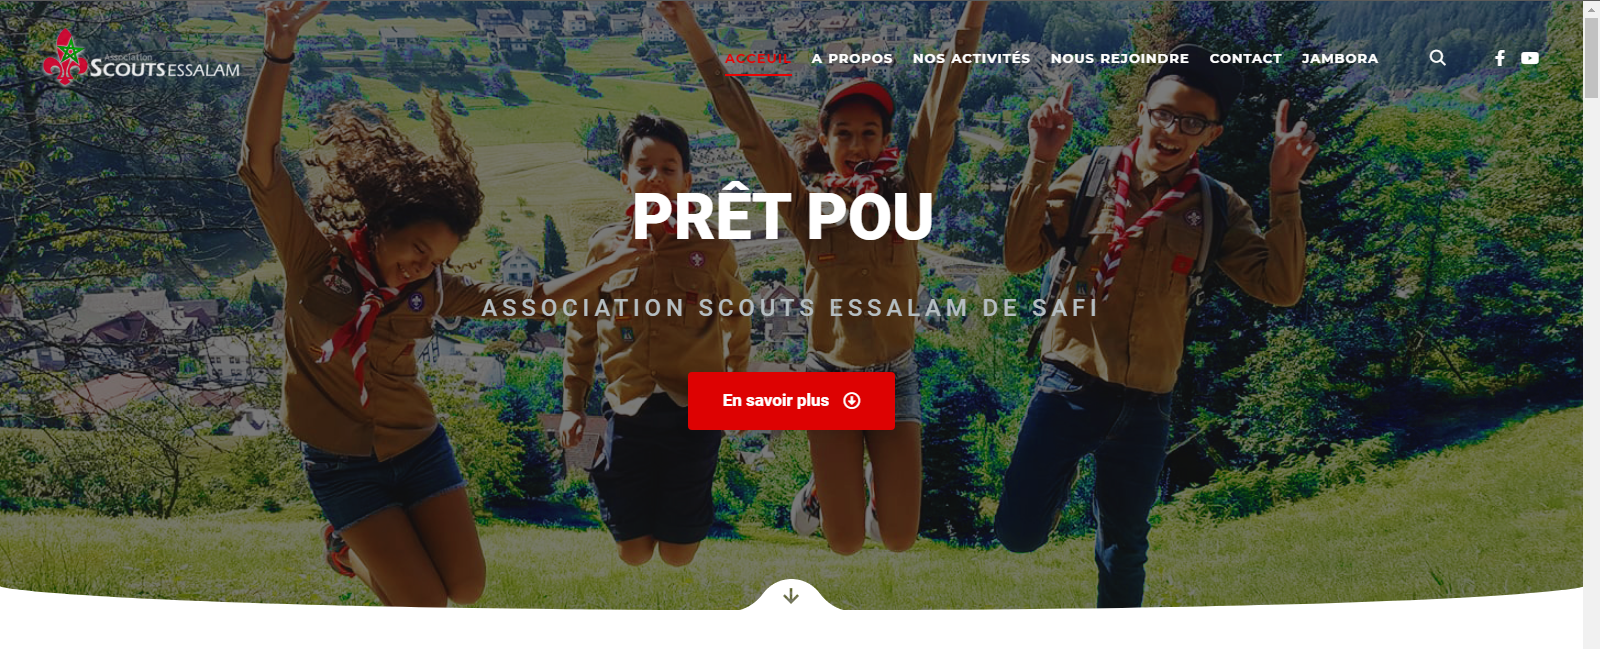 Association
SCOUTS ESSALAM
ACCEUIL
A PROPOS
NOS ACTIVITÉS
NOUS REJOINDRE
CONTACT
JAMBORA
PRÊT POU
ASSOCIATION SCOUTS ESSALAM DE SAFI
En savoir plus